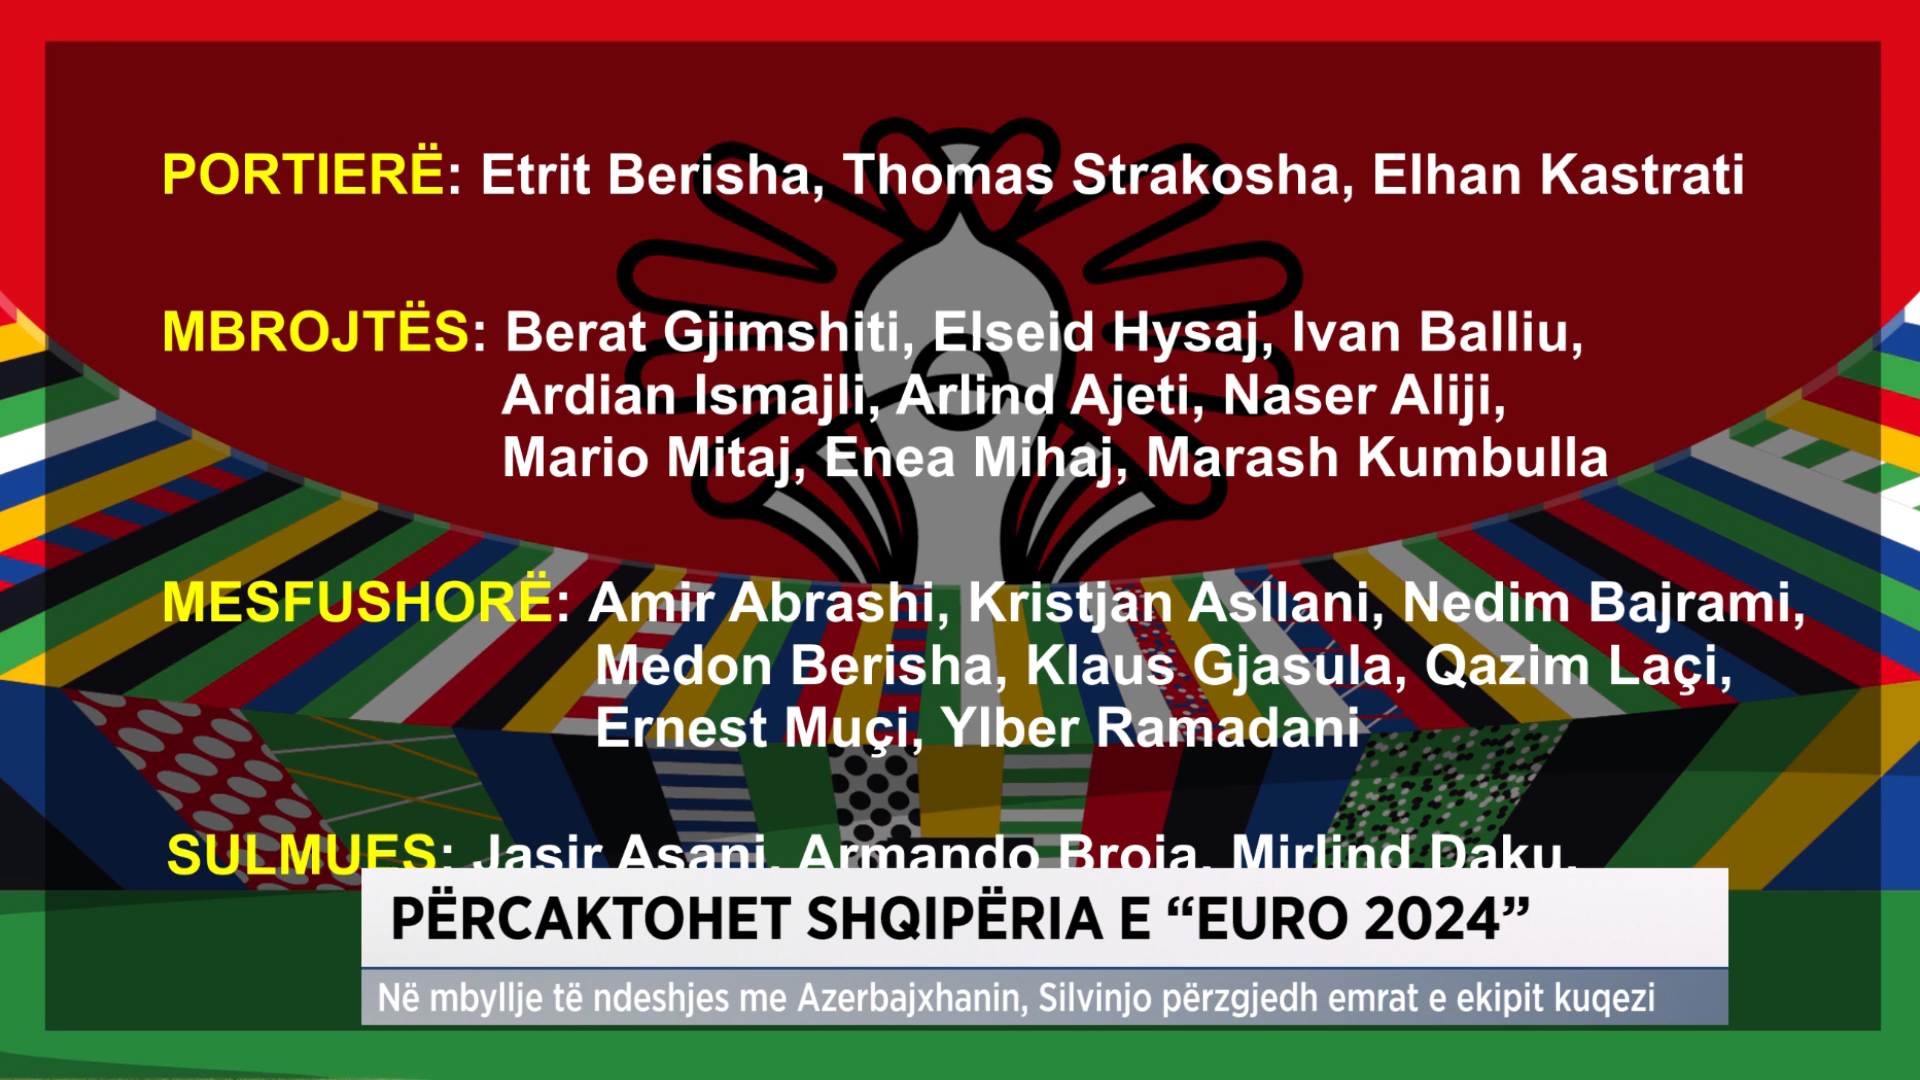 PORTIERË: Etrit Berisha, Thomas Strakosha, Elhan Kastrati
MBROJTËS: Berat Gjimshiti, Elseid Hysaj, Ivan Balliu,
Ardian Ismajli, Arlind Ajeti, Naser Aliji,
Mario Mitaj, Enea Mihaj, Marash Kumbulla
MESFUSHORË: Amir Abrashi, Kristjan Asllani, Nedim Bajrami,
Medon Berisha, Klaus Gjasula, Qazim Laçi,
Ernest Muçi, Ylber Ramadani
SULMUES: Jasir Asani, Armando Broja, Mirlind Daku,
PËRCAKTOHET SHQIPËRIA E “EURO 2024”
Në mbyllje të ndeshjes me Azerbajxhanin, Silvinjo përzgjedh emrat e ekipit kuqezi